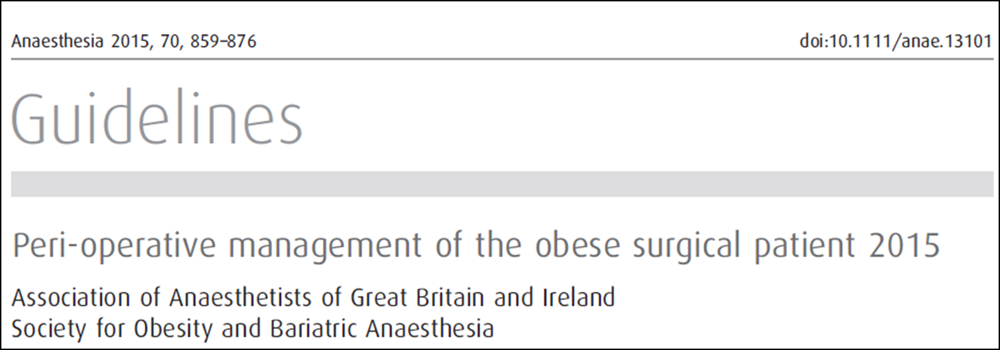 Anaesthesia 2015, 70, 859–876
doi:10.1111/anae.13101
Guidelines
Peri-operative management of the obese surgical patient 2015
Association of Anaesthetists of Great Britain and Ireland
Society for Obesity and Bariatric Anaesthesia